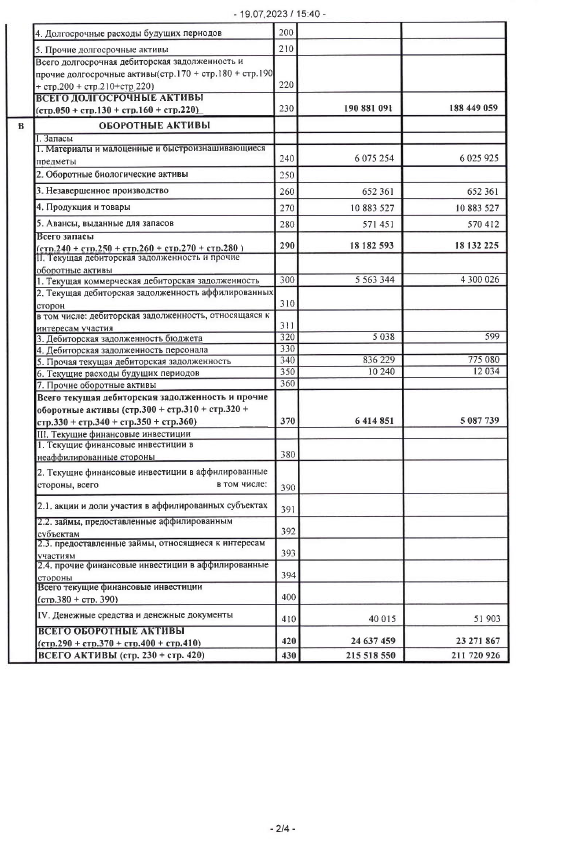 - 19.07.2023 / 15:40 -
4. Долгосрочные расходы будущих периодов 200
5. Прочие долгосрочные активы 210
Всего долгосрочная дебиторская задолженность и
прочие долгосрочные активы(стр.170 + стр.180 + стр.190
+ стр.200 + стр.210+стр 220) 220
ВСЕГО ДОЛГОСРОЧНЫЕ АКТИВЫ
(стр.050 + стр.130 + стр.160 + стр.220) 230 190 881 091 188 449 059
В ОБОРОТНЫЕ АКТИВЫ
I. Запасы
1. Материалы и малоценные и быстроизнашивающиеся
предметы 240 6 075 254 6 025 925
2. Оборотные биологические активы 250
3. Незавершенное производство 260 652 361 652 361
4. Продукция и товары 270 10 883 527 10 883 527
5. Авансы, выданные для запасов 280 571 451 570 412
Всего запасы
(стр.240 + стр.250 + стр.260 + стр.270 + стр.280 ) 290 18 182 593 18 132 225
II. Текущая дебиторская задолженность и прочие
оборотные активы
1. Текущая коммерческая дебиторская задолженность 300 5 563 344 4 300 026
2. Текущая дебиторская задолженность аффилированных
сторон 310
в том числе: дебиторская задолженность, относящаяся к
интересам участия 311
3. Дебиторская задолженность бюджета 320 5 038 599
4. Дебиторская задолженность персонала 330
5. Прочая текущая дебиторская задолженность 340 836 229 775 080
6. Текущие расходы будущих периодов 350 10 240 12 034
7. Прочие оборотные активы 360
Всего текущая дебиторская задолженность и прочие
оборотные активы (стр.300 + стр.310 + стр.320 +
стр.330 + стр.340 + стр.350 + стр.360) 370 6 414 851 5 087 739
III. Текущие финансовые инвестиции
1. Текущие финансовые инвестиции в
неаффилированные стороны 380
2. Текущие финансовые инвестиции в аффилированные
стороны, всего в том числе: 390
2.1. акции и доли участия в аффилированных субъектах 391
2.2. займы, предоставленные аффилированным
субъектам 392
2.3. предоставленные займы, относящиеся к интересам
участиям 393
2.4. прочие финансовые инвестиции в аффилированные
стороны 394
Всего текущие финансовые инвестиции
(стр.380 + стр. 390) 400
IV. Денежные средства и денежные документы 410 40 015 51 903
ВСЕГО ОБОРОТНЫЕ АКТИВЫ
(стр.290 + стр.370 + стр.400 + стр.410) 420 24 637 459 23 271 867
ВСЕГО АКТИВЫ (стр. 230 + стр. 420) 430 215 518 550 211 720 926
- 2/4 -